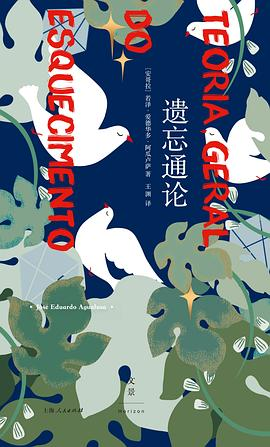 TEORIA GERAL
DO
ESQUECIMENTO
遗忘通论
[安哥拉] 若泽·爱德华多·阿瓜卢萨 著
王渊 译
José Eduardo Agualusa
文景
Horizon
上海人民出版社